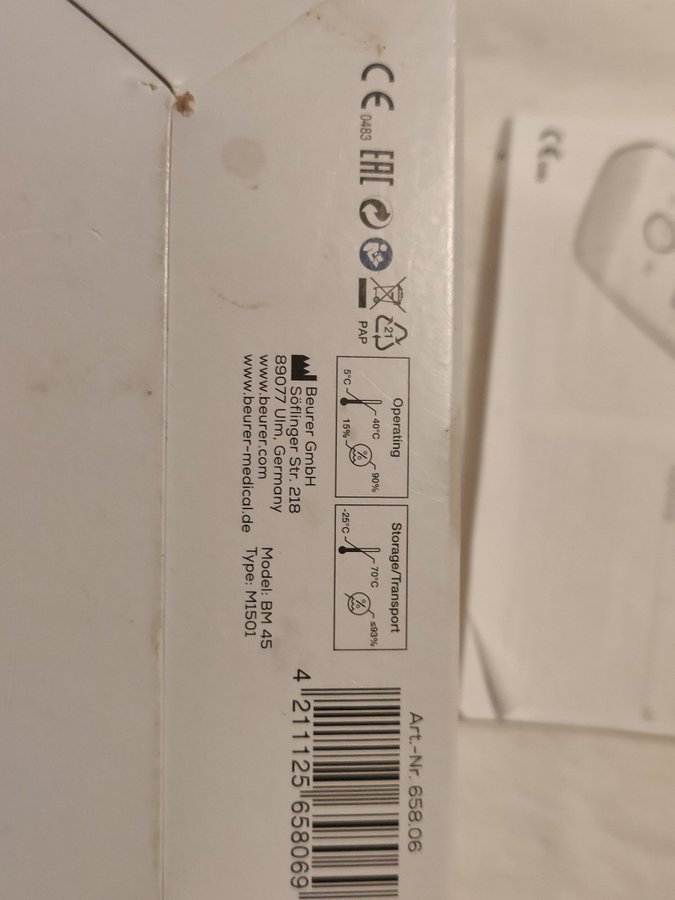 CE 0483 EAC
21
PAP
Operating
5°C
40°C
15%
90%
Storage/Transport
-25°C
70°C
≤93%
Beurer GmbH
Söflinger Str. 218
89077 Ulm, Germany
www.beurer.com
www.beurer-medical.de
Model: BM 45
Type: M1501
Art.-Nr. 658.06
4 211125 658069
CE